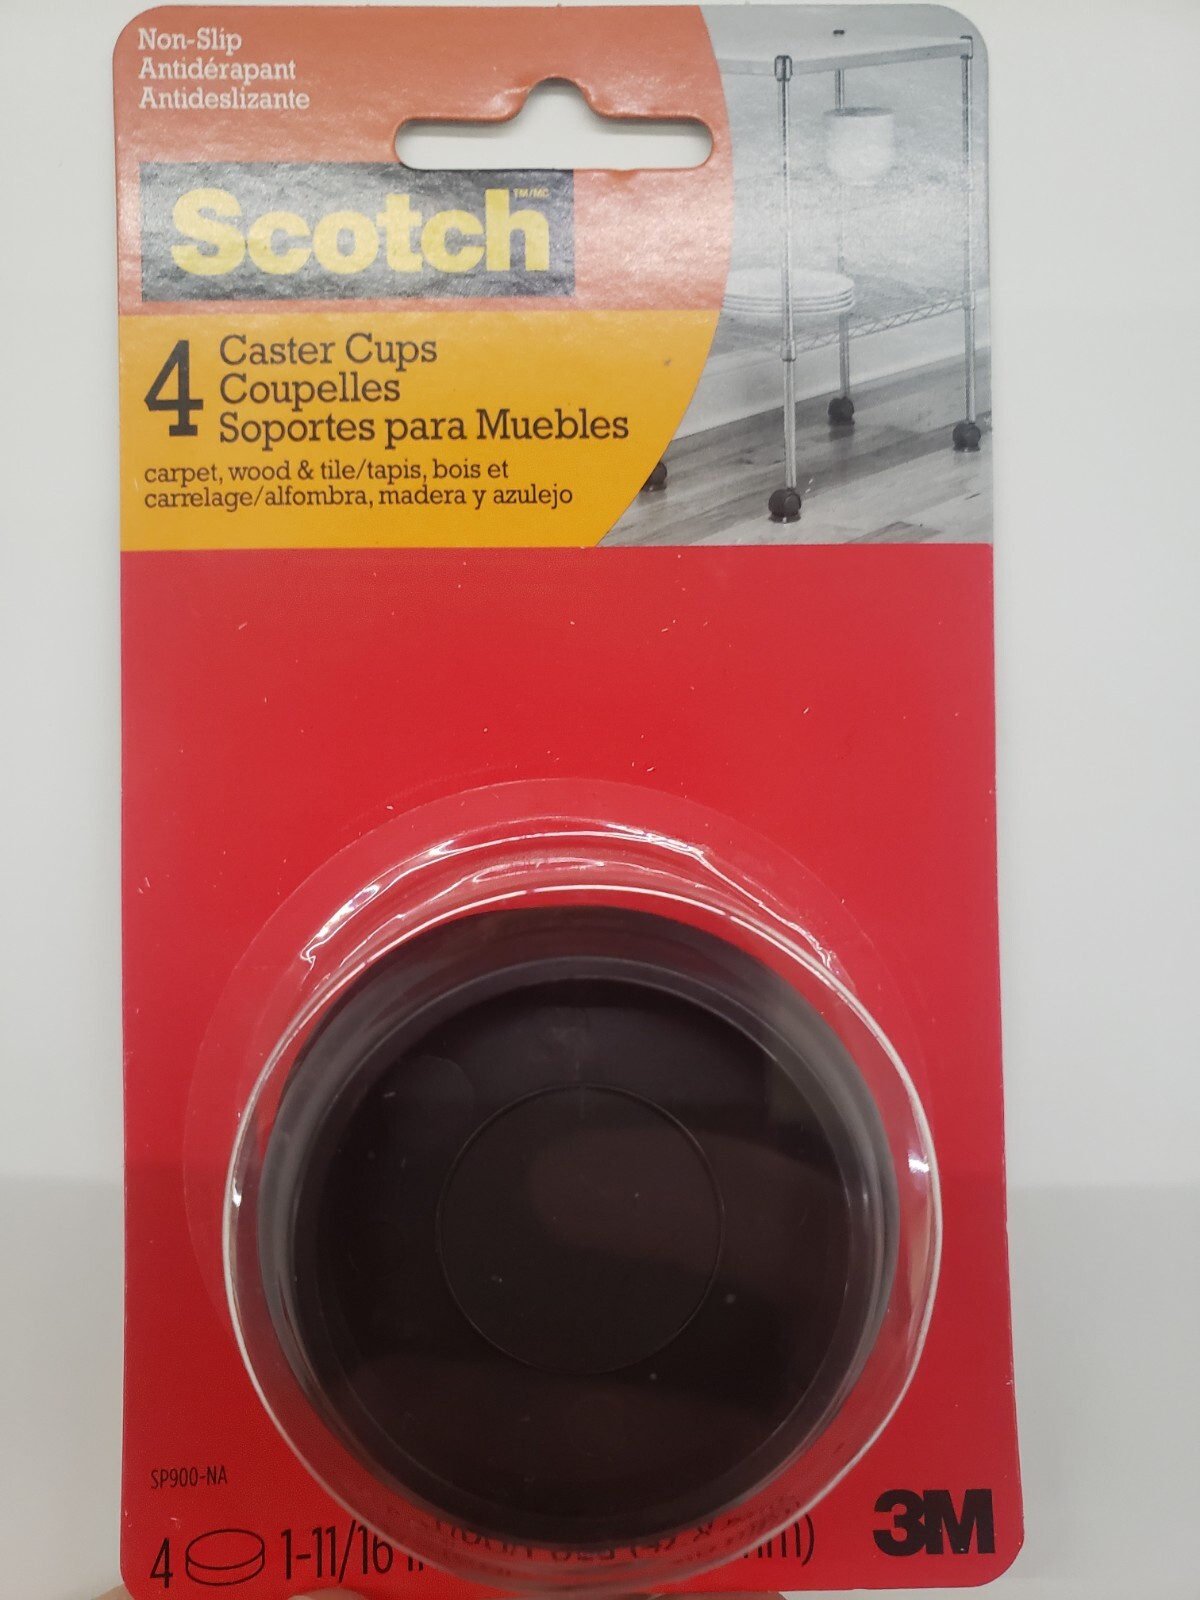 Non-Slip
Antidérapant
Antideslizante
Scotch TM/MC
4 Caster Cups
Coupelles
Soportes para Muebles
carpet, wood & tile/tapis, bois et
carrelage/alfombra, madera y azulejo
SP900-NA
3M
4 1-11/16